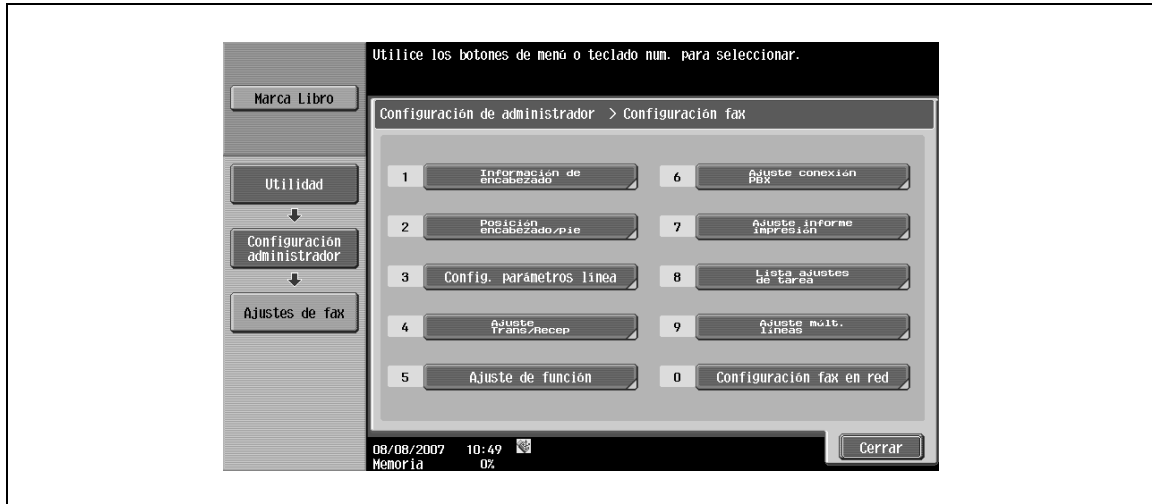 Utilice los botones de menú o teclado num. para seleccionar.
Marca Libro
Configuración de administrador > Configuración fax
Utilidad
Configuración
administrador
Ajustes de fax
1 Información de
encabezado
2 Posición
encabezado/pie
3 Config. parámetros línea
4 Ajuste
Trans/Recep
5 Ajuste de función
6 Ajuste conexión
PBX
7 Ajuste informe
impresión
8 Lista ajustes
de tarea
9 Ajuste múlt.
líneas
0 Configuración fax en red
08/08/2007 10:49
Memoria 0%
Cerrar